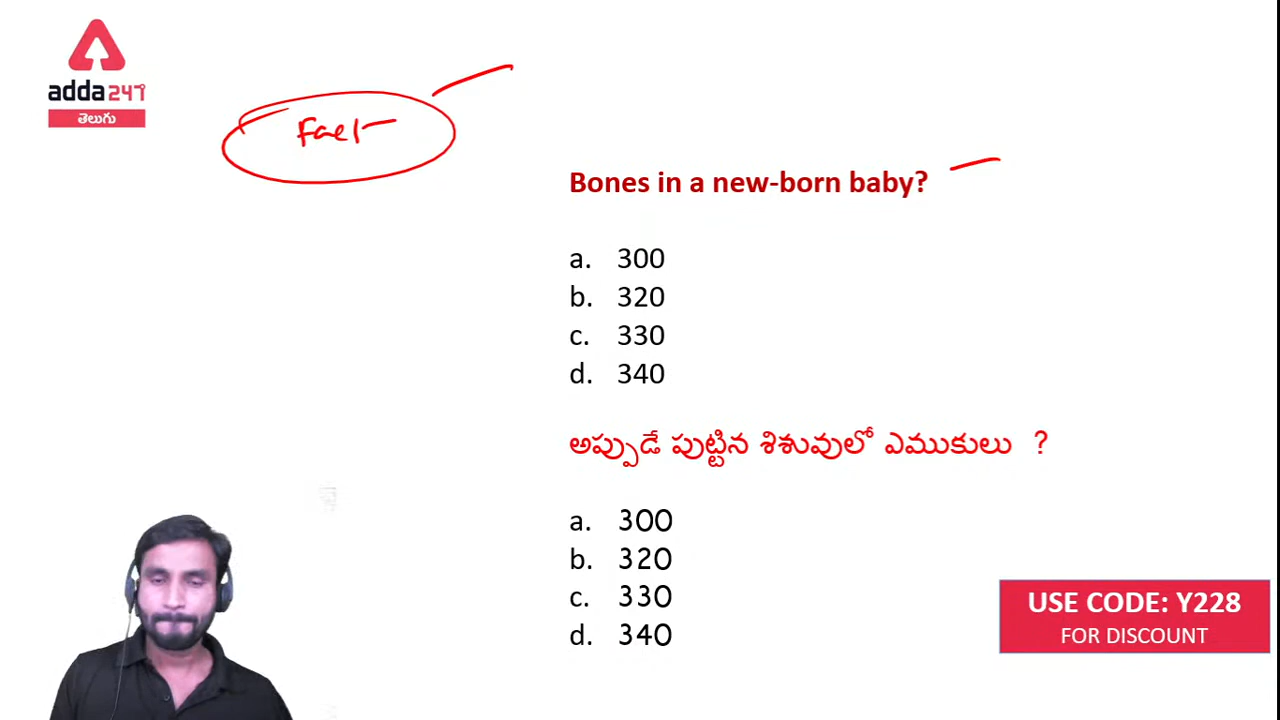 adda247
తెలుగు
Fact
Bones in a new-born baby?
a. 300
b. 320
c. 330
d. 340
అప్పుడే పుట్టిన శిశువులో ఎముకులు ?
a. 300
b. 320
c. 330
d. 340
USE CODE: Y228
FOR DISCOUNT